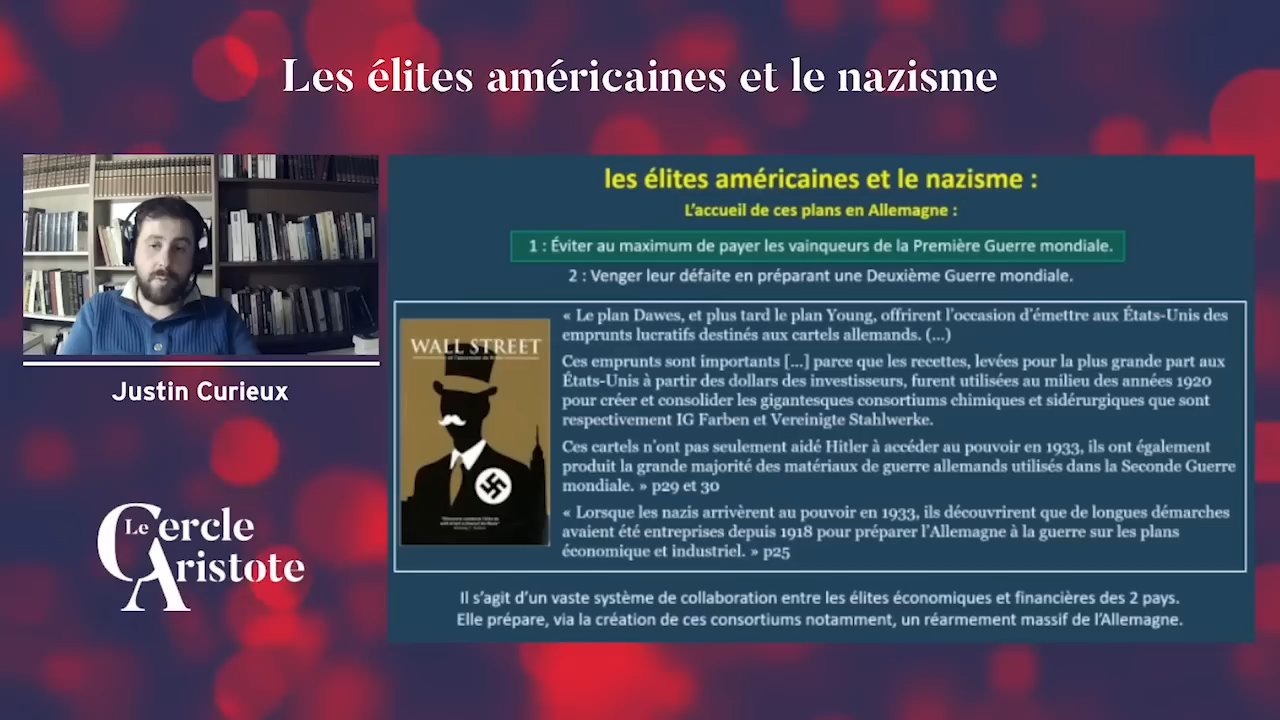 Les élites américaines et le nazisme
les élites américaines et le nazisme :
L'accueil de ces plans en Allemagne :
1 : Éviter au maximum de payer les vainqueurs de la Première Guerre mondiale.
2 : Venger leur défaite en préparant une Deuxième Guerre mondiale.
WALL STREET
« Le plan Dawes, et plus tard le plan Young, offrirent l'occasion d'émettre aux États-Unis des
emprunts lucratifs destinés aux cartels allemands. (...)
Ces emprunts sont importants [...] parce que les recettes, levées pour la plus grande part aux
États-Unis à partir des dollars des investisseurs, furent utilisées au milieu des années 1920
pour créer et consolider les gigantesques consortiums chimiques et sidérurgiques que sont
respectivement IG Farben et Vereinigte Stahlwerke.
Ces cartels n'ont pas seulement aidé Hitler à accéder au pouvoir en 1933, ils ont également
produit la grande majorité des matériaux de guerre allemands utilisés dans la Seconde Guerre
mondiale. » p29 et 30
« Lorsque les nazis arrivèrent au pouvoir en 1933, ils découvrirent que de longues démarches
avaient été entreprises depuis 1918 pour préparer l'Allemagne à la guerre sur les plans
économique et industriel. » p25
Il s'agit d'un vaste système de collaboration entre les élites économiques et financières des 2 pays.
Elle prépare, via la création de ces consortiums notamment, un réarmement massif de l'Allemagne.
Justin Curieux
Le Cercle
Aristote